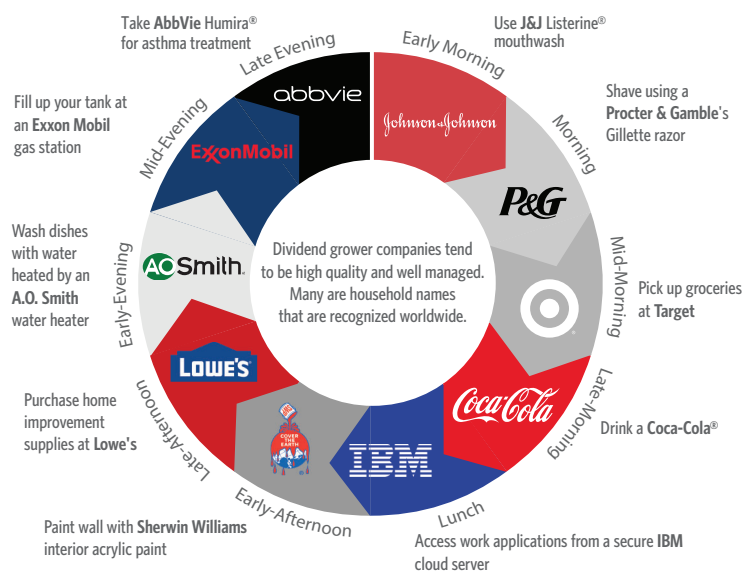 Early Morning
Use J&J Listerine®
mouthwash
Johnson & Johnson
Morning
Shave using a
Procter & Gamble's
Gillette razor
P&G
Mid-Morning
Pick up groceries
at Target
Late-Morning
Drink a Coca-Cola®
Coca-Cola
Lunch
Access work applications from a secure IBM
cloud server
IBM
Early-Afternoon
Paint wall with Sherwin Williams
interior acrylic paint
COVER
THE
EARTH
Late-Afternoon
Purchase home
improvement
supplies at Lowe's
LOWE'S
Early-Evening
Wash dishes
with water
heated by an
A.O. Smith
water heater
AO Smith.
Mid-Evening
Fill up your tank at
an Exxon Mobil
gas station
ExxonMobil
Late Evening
Take AbbVie Humira®
for asthma treatment
abbvie
Dividend grower companies tend
to be high quality and well managed.
Many are household names
that are recognized worldwide.